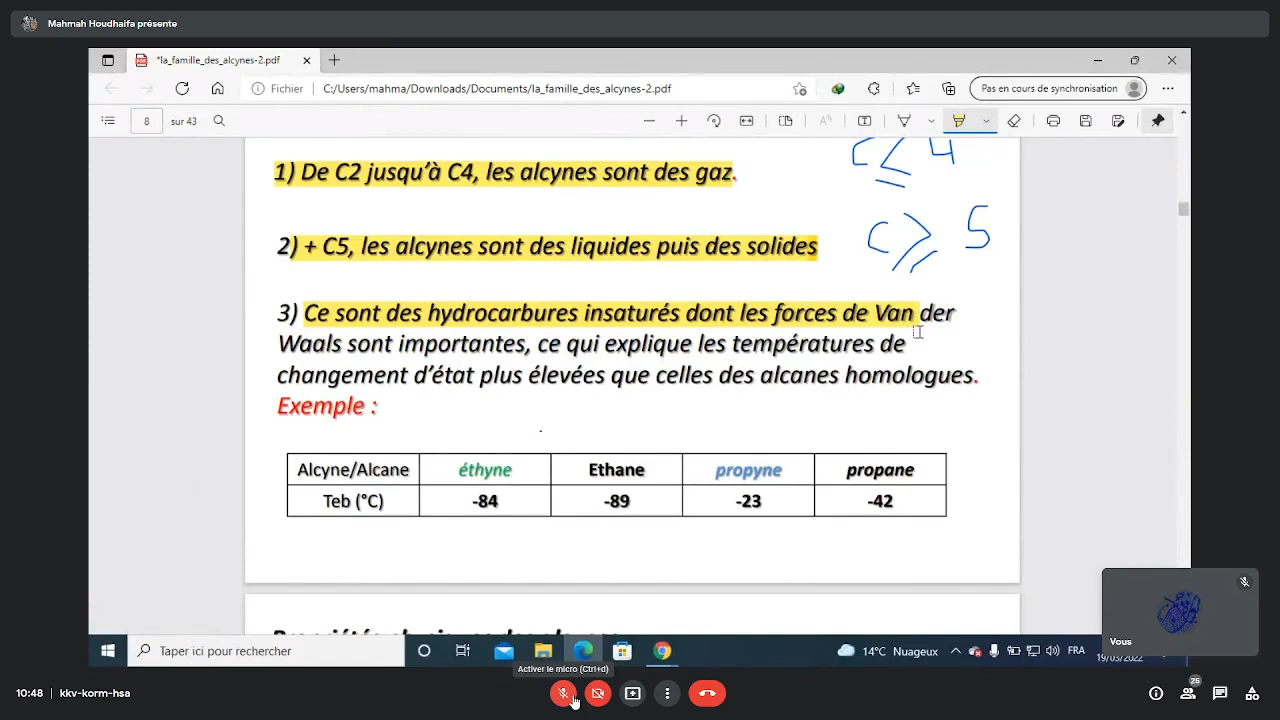 Mahmah Houdhaifa présente
*la_famille_des_alcynes-2.pdf
Fichier
C:/Users/mahma/Downloads/Documents/la_famille_des_alcynes-2.pdf
Pas en cours de synchronisation
8 sur 43
C ≤ 4
1) De C2 jusqu'à C4, les alcynes sont des gaz.
C ≥ 5
2) + C5, les alcynes sont des liquides puis des solides
3) Ce sont des hydrocarbures insaturés dont les forces de Van der
Waals sont importantes, ce qui explique les températures de
changement d'état plus élevées que celles des alcanes homologues.
Exemple :
Alcyne/Alcane éthyne Ethane propyne propane
Teb (°C) -84 -89 -23 -42
Vous
Taper ici pour rechercher
14°C Nuageux
FRA
19/03/2022
Activer le micro (Ctrl+d)
10:48 kkv-korm-hsa
25